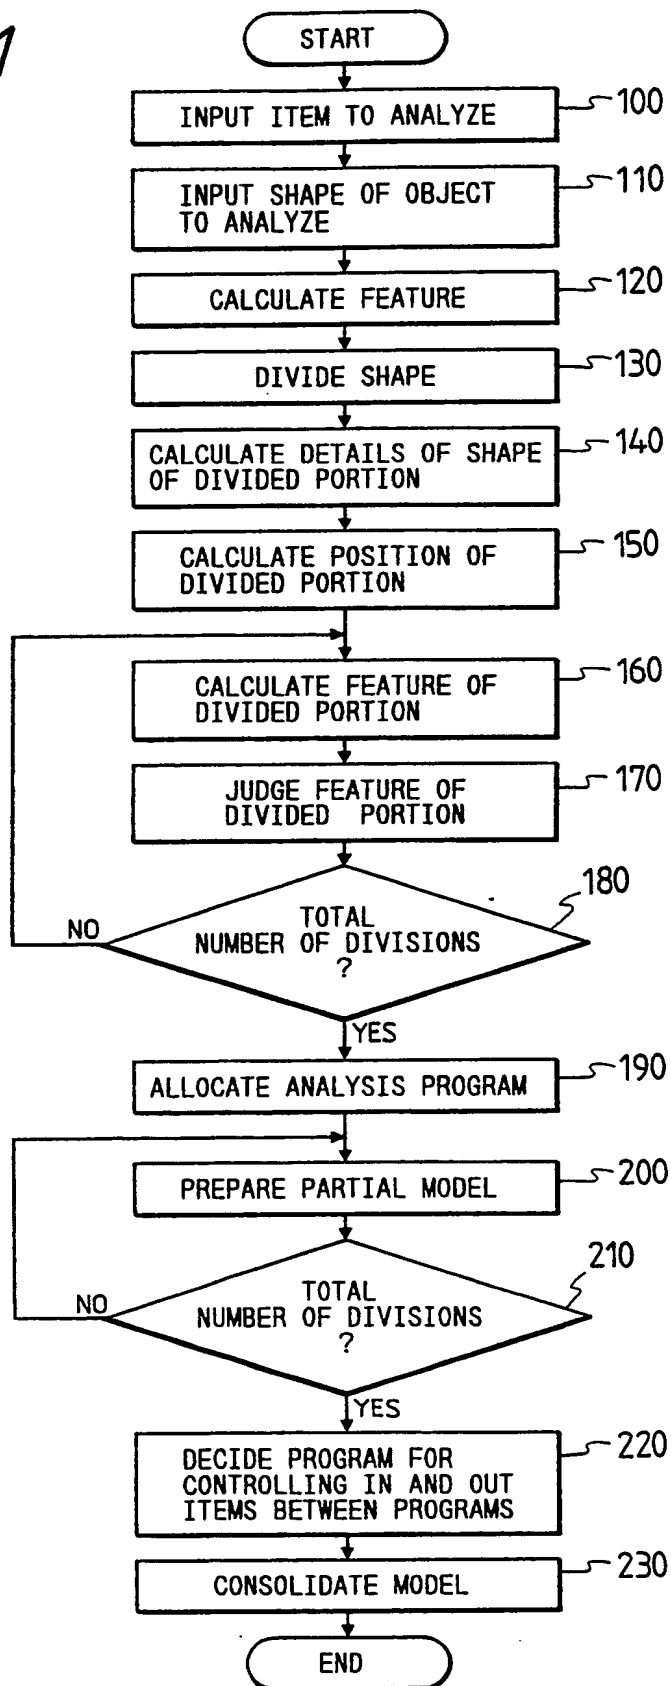 START
INPUT ITEM TO ANALYZE
100
INPUT SHAPE OF OBJECT
TO ANALYZE
110
CALCULATE FEATURE
120
DIVIDE SHAPE
130
CALCULATE DETAILS OF SHAPE
OF DIVIDED PORTION
140
CALCULATE POSITION OF
DIVIDED PORTION
150
CALCULATE FEATURE OF
DIVIDED PORTION
160
JUDGE FEATURE OF
DIVIDED PORTION
170
TOTAL
NUMBER OF DIVISIONS
?
180
NO
YES
ALLOCATE ANALYSIS PROGRAM
190
PREPARE PARTIAL MODEL
200
TOTAL
NUMBER OF DIVISIONS
?
210
NO
YES
DECIDE PROGRAM FOR
CONTROLLING IN AND OUT
ITEMS BETWEEN PROGRAMS
220
CONSOLIDATE MODEL
230
END